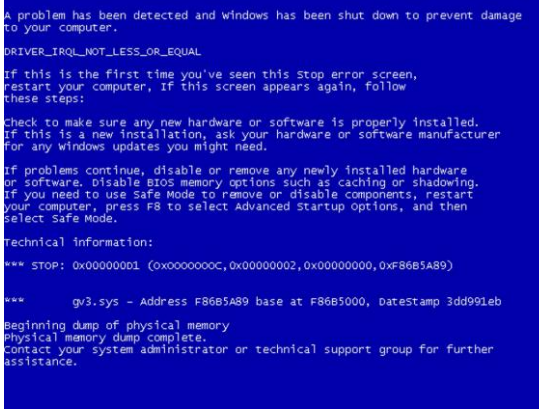 A problem has been detected and Windows has been shut down to prevent damage
to your computer.
DRIVER_IRQL_NOT_LESS_OR_EQUAL
If this is the first time you've seen this Stop error screen,
restart your computer, If this screen appears again, follow
these steps:
Check to make sure any new hardware or software is properly installed.
If this is a new installation, ask your hardware or software manufacturer
for any Windows updates you might need.
If problems continue, disable or remove any newly installed hardware
or software. Disable BIOS memory options such as caching or shadowing.
If you need to use Safe Mode to remove or disable components, restart
your computer, press F8 to select Advanced Startup Options, and then
select Safe Mode.
Technical information:
*** STOP: 0x000000D1 (0x0000000C,0x00000002,0x00000000,0xF86B5A89)
*** gv3.sys – Address F86B5A89 base at F86B5000, DateStamp 3dd991eb
Beginning dump of physical memory
Physical memory dump complete.
Contact your system administrator or technical support group for further
assistance.